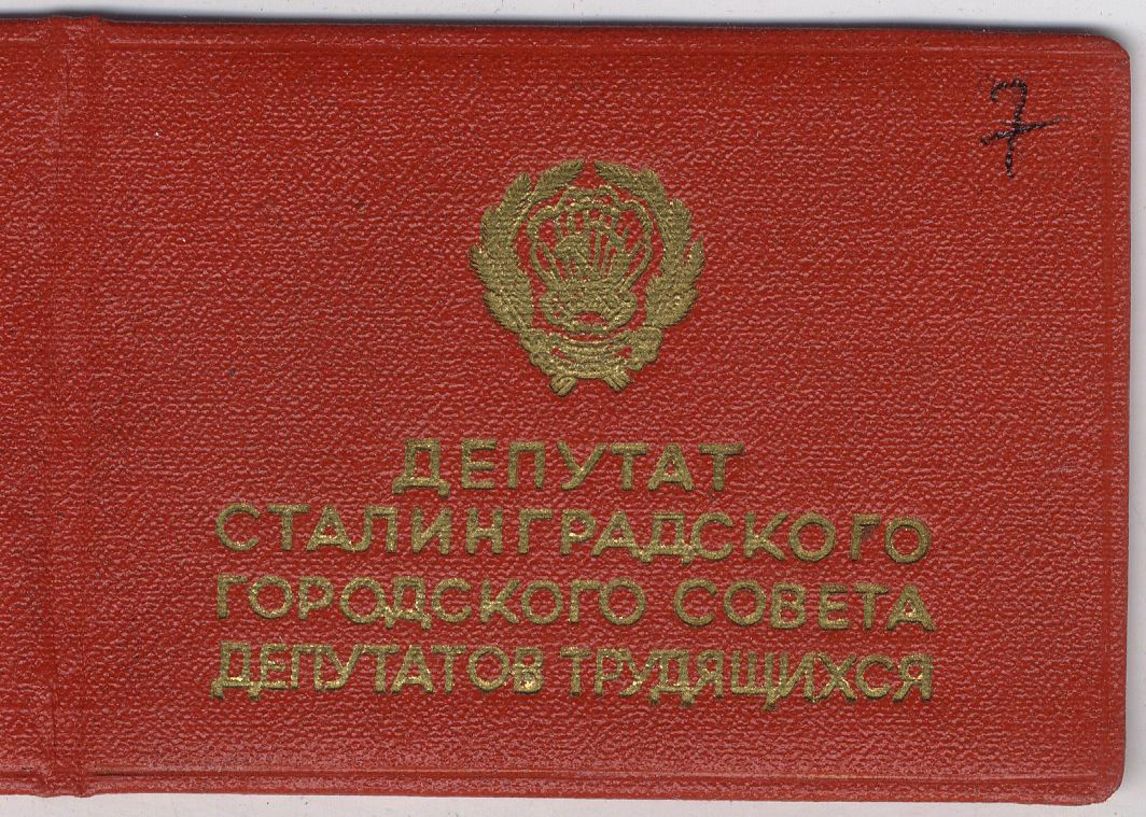 7
ДЕПУТАТ
СТАЛИНГРАДСКОГО
ГОРОДСКОГО СОВЕТА
ДЕПУТАТОВ ТРУДЯЩИХСЯ